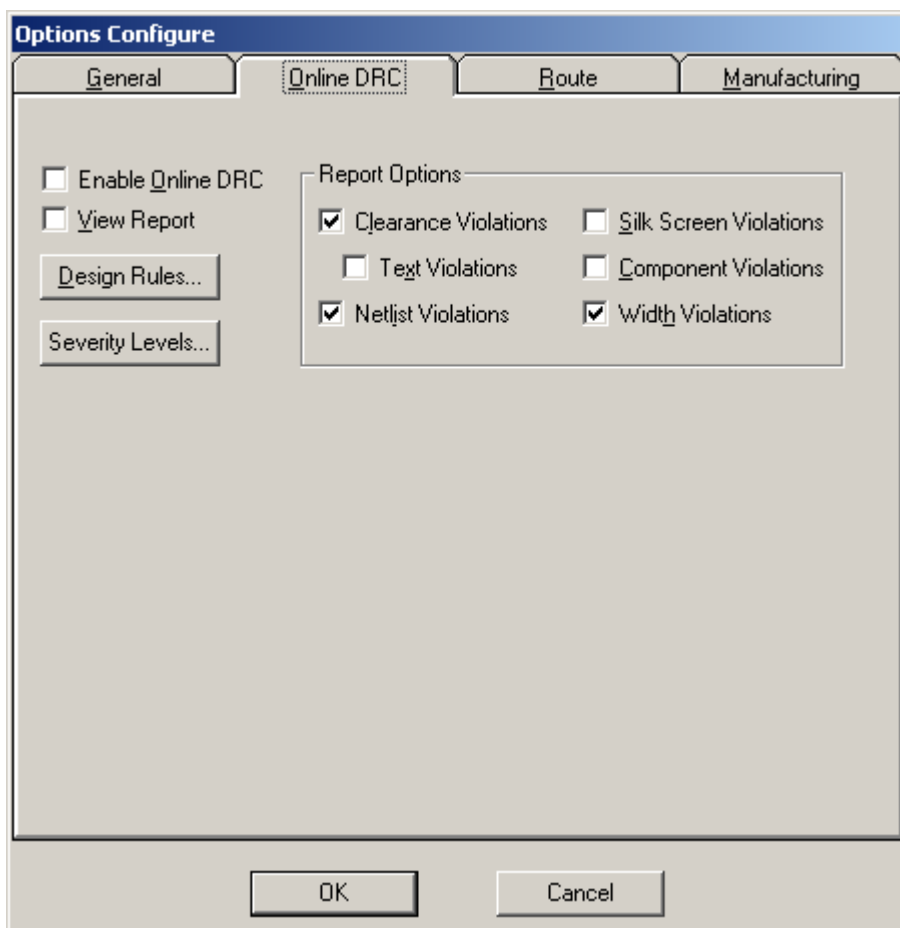 Options Configure
General Online DRC Route Manufacturing
Enable Online DRC
View Report
Design Rules...
Severity Levels...
Report Options
Clearance Violations Silk Screen Violations
Text Violations Component Violations
Netlist Violations Width Violations
OK Cancel